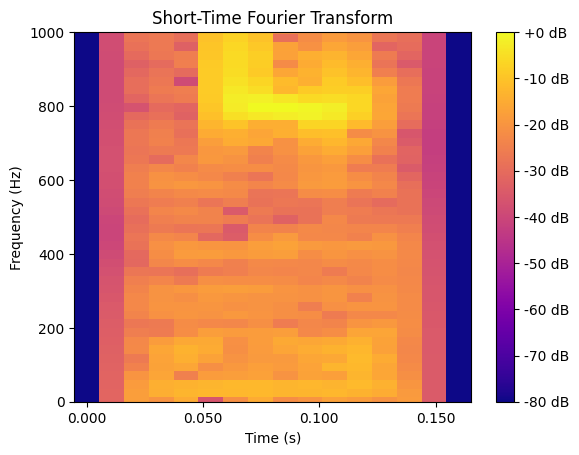 Short-Time Fourier Transform
1000
800
600
400
200
0
Frequency (Hz)
0.000
0.050
0.100
0.150
Time (s)
+0 dB
-10 dB
-20 dB
-30 dB
-40 dB
-50 dB
-60 dB
-70 dB
-80 dB